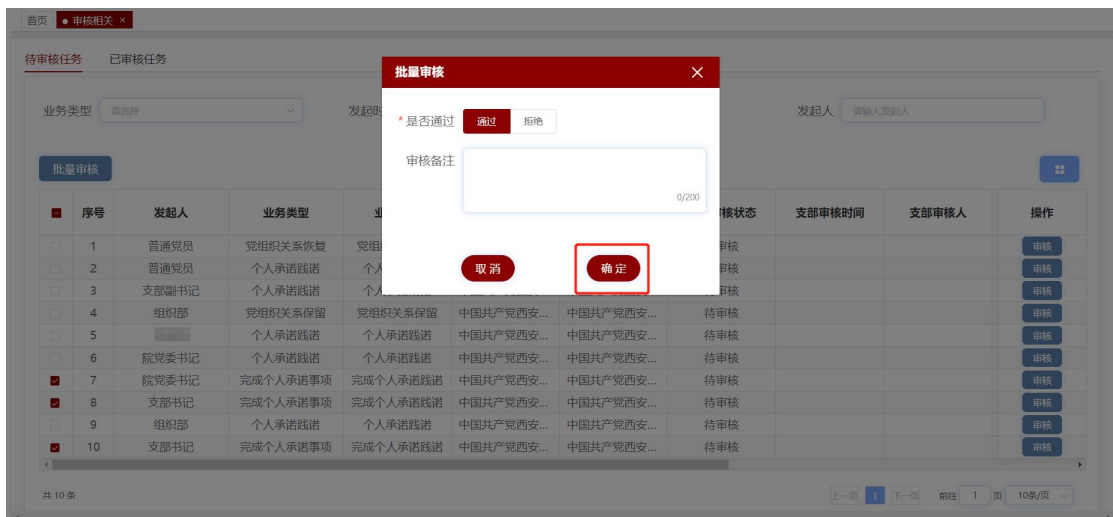 首页 ● 审核相关 ×
待审核任务 已审核任务
批量审核 ×
业务类型 请选择 发起时 发起人 请输入发起人
* 是否通过 通过 拒绝
审核备注
0/200
批量审核
取消 确定
序号 发起人 业务类型 业 核状态 支部审核时间 支部审核人 操作
1 普通党员 党组织关系恢复 党组 审核 审核
2 普通党员 个人承诺践诺 个人 审核 审核
3 支部副书记 个人承诺践诺 个人 审核 审核
4 组织部 党组织关系保留 党组织关系保留 中国共产党西安... 中国共产党西安... 待审核 审核
5 个人承诺践诺 个人承诺践诺 中国共产党西安... 中国共产党西安... 待审核 审核
6 院党委书记 个人承诺践诺 个人承诺践诺 中国共产党西安... 中国共产党西安... 待审核 审核
7 院党委书记 完成个人承诺事项 完成个人承诺践诺 中国共产党西安... 中国共产党西安... 待审核 审核
8 支部书记 完成个人承诺事项 完成个人承诺践诺 中国共产党西安... 中国共产党西安... 待审核 审核
9 组织部 个人承诺践诺 个人承诺践诺 中国共产党西安... 中国共产党西安... 待审核 审核
10 支部书记 完成个人承诺事项 完成个人承诺践诺 中国共产党西安... 中国共产党西安... 待审核 审核
共 10 条 上一页 1 下一页 前往 1 页 10条/页